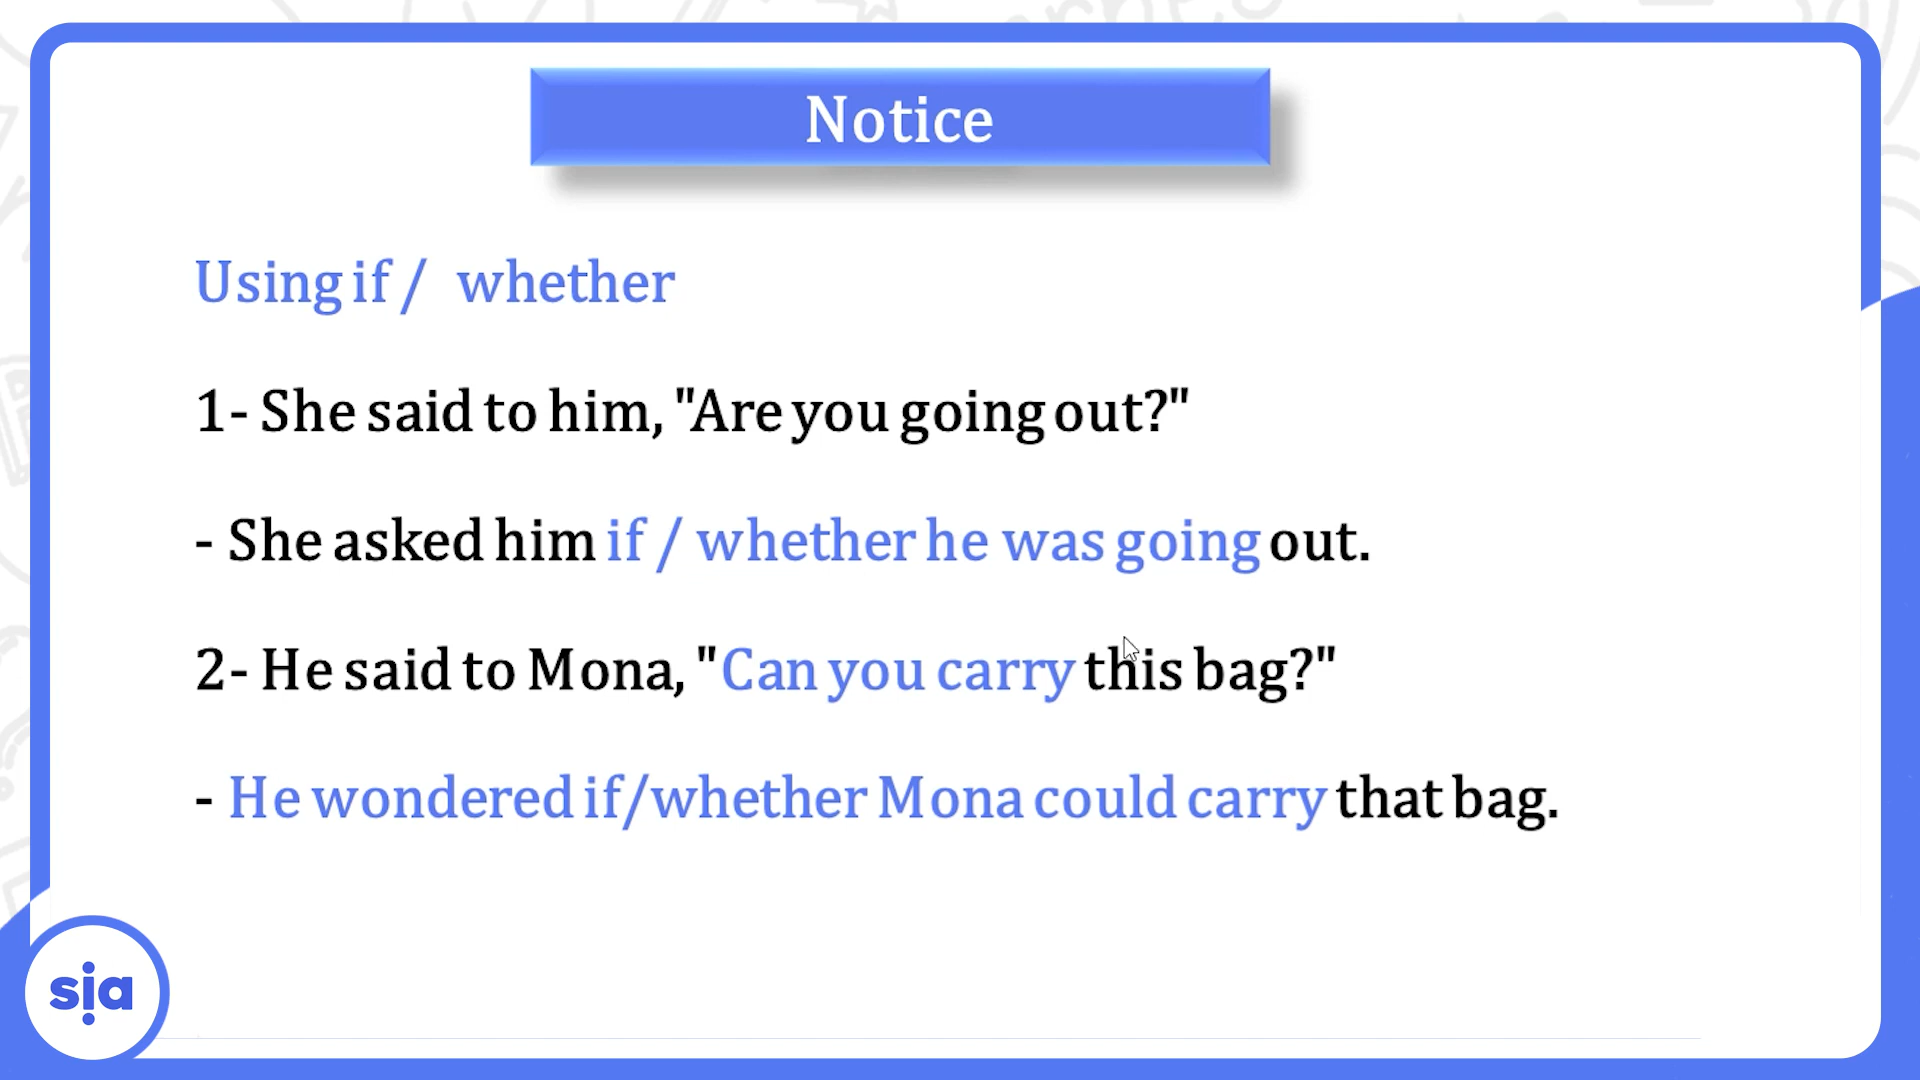 Notice
Using if / whether
1- She said to him, "Are you going out?"
- She asked him if / whether he was going out.
2- He said to Mona, "Can you carry this bag?"
- He wondered if/whether Mona could carry that bag.
sia